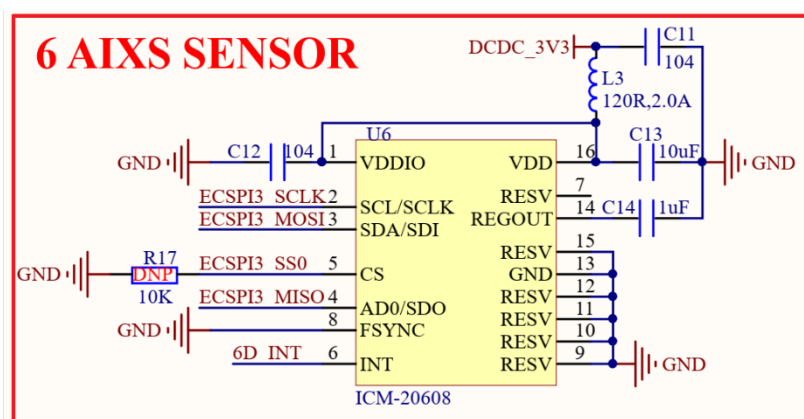 6 AIXS SENSOR
DCDC_3V3
C11
104
L3
120R,2.0A
U6
C12 104
GND
1 VDDIO
VDD 16
C13
10uF
GND
RESV 7
ECSPI3_SCLK 2 SCL/SCLK
REGOUT 14
C14 1uF
ECSPI3_MOSI 3 SDA/SDI
RESV 15
R17
GND
DNP
10K
ECSPI3_SS0 5 CS
GND 13
RESV 12
ECSPI3_MISO 4 AD0/SDO
RESV 11
GND
8 FSYNC
RESV 10
6D_INT 6 INT
RESV 9
GND
ICM-20608